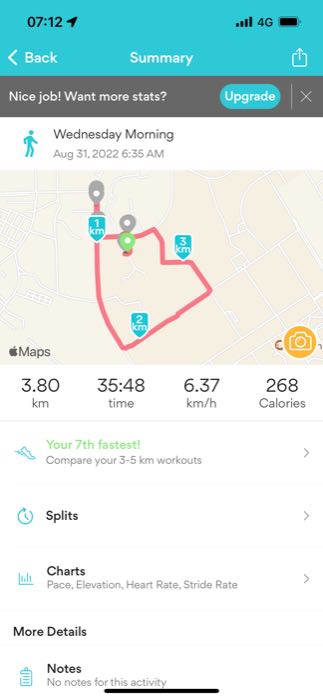 07:12
4G
Back
Summary
Nice job! Want more stats?
Upgrade
Wednesday Morning
Aug 31, 2022 6:35 AM
1
km
3
km
2
km
Maps
3.80
35:48
6.37
268
km
time
km/h
Calories
Your 7th fastest!
Compare your 3-5 km workouts
Splits
Charts
Pace, Elevation, Heart Rate, Stride Rate
More Details
Notes
No notes for this activity